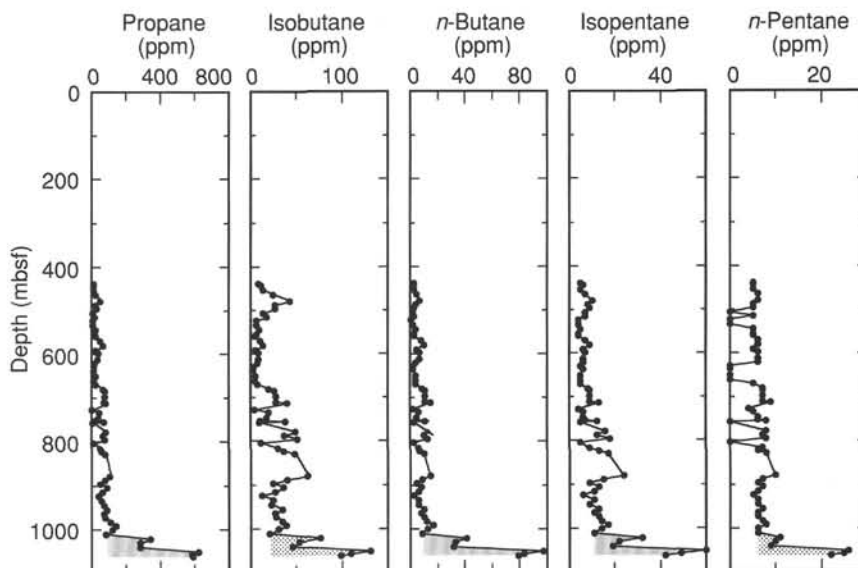 Propane Isobutane n-Butane Isopentane n-Pentane
(ppm) (ppm) (ppm) (ppm) (ppm)
0 400 800 0 100 0 40 80 0 40 0 20
0
200
400
600
800
1000
Depth (mbsf)